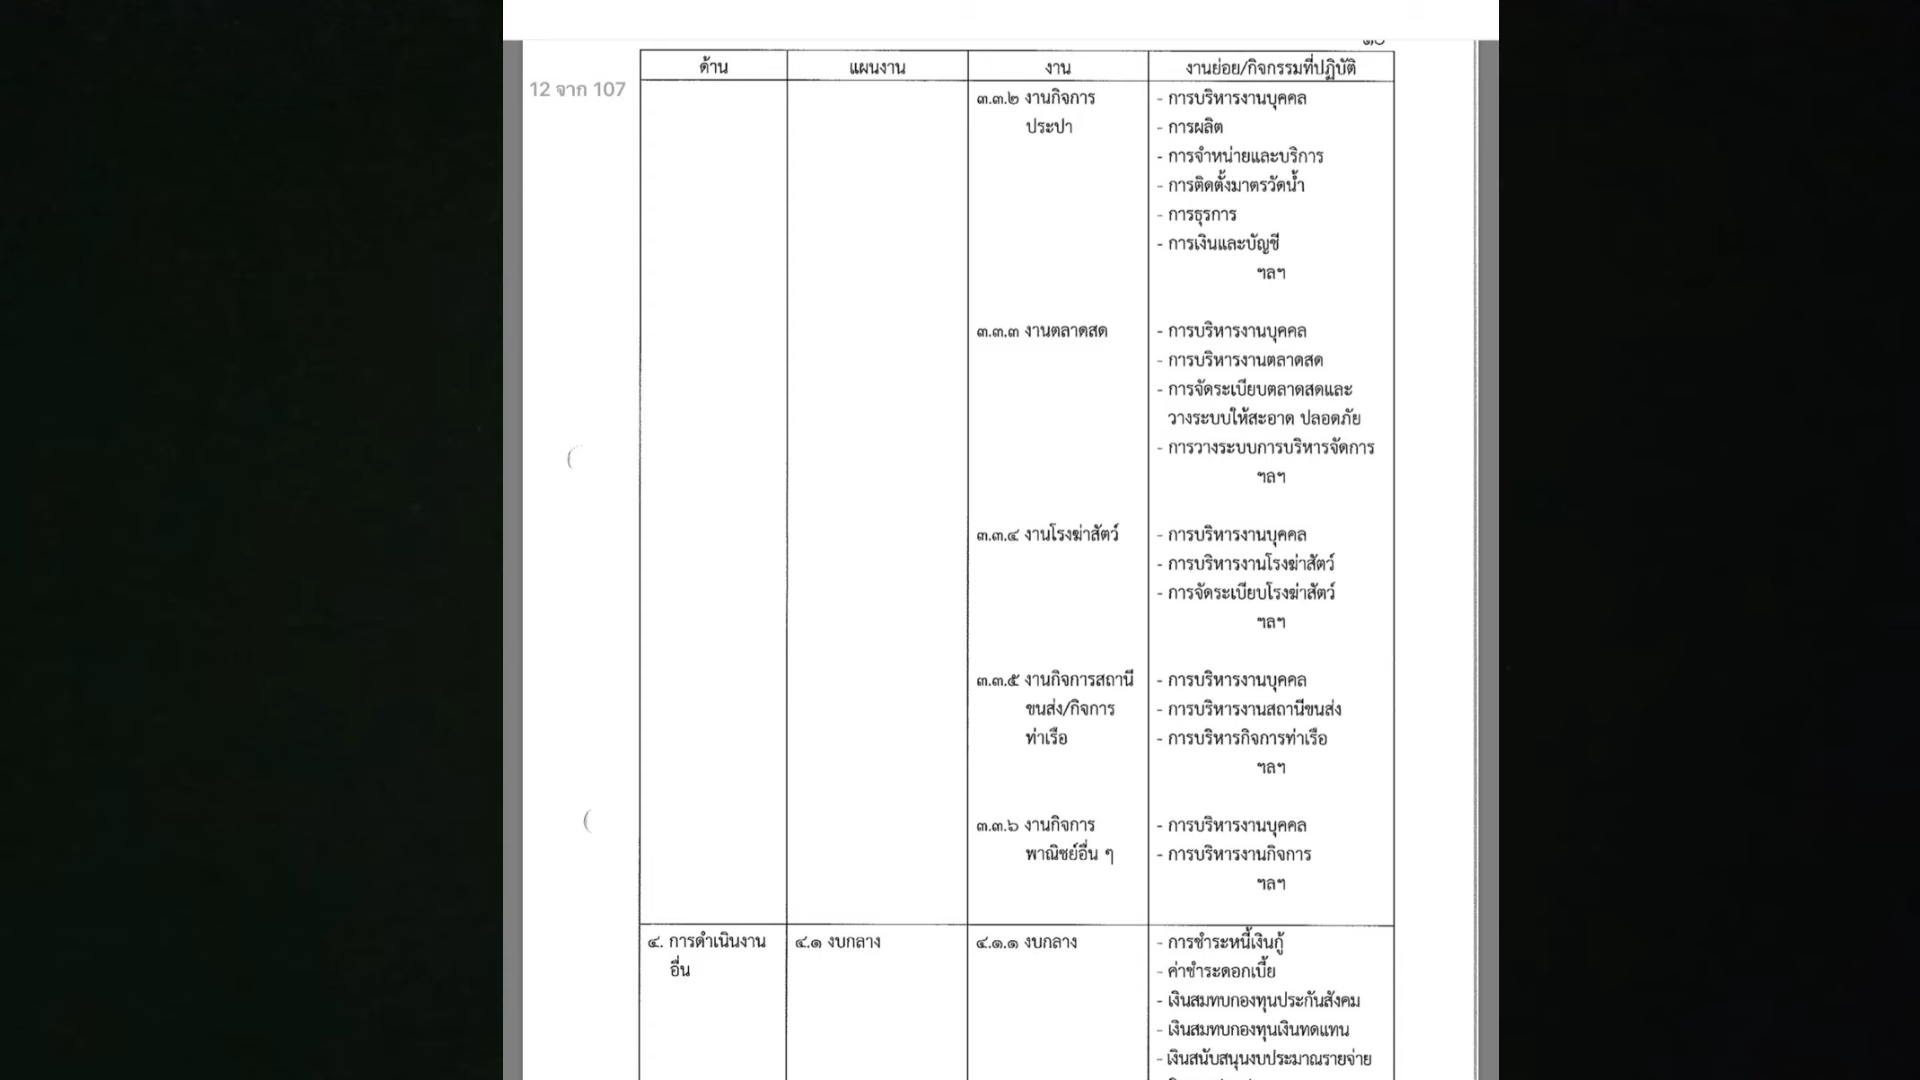 12 จาก 107
ด้าน แผนงาน งาน งานย่อย/กิจกรรมที่ปฏิบัติ
๓.๓.๒ งานกิจการ - การบริหารงานบุคคล
ประปา - การผลิต
- การจำหน่ายและบริการ
- การติดตั้งมาตรวัดน้ำ
- การธุรการ
- การเงินและบัญชี
ฯลฯ
๓.๓.๓ งานตลาดสด - การบริหารงานบุคคล
- การบริหารงานตลาดสด
- การจัดระเบียบตลาดสดและ
วางระบบให้สะอาด ปลอดภัย
- การวางระบบการบริหารจัดการ
ฯลฯ
๓.๓.๔ งานโรงฆ่าสัตว์ - การบริหารงานบุคคล
- การบริหารงานโรงฆ่าสัตว์
- การจัดระเบียบโรงฆ่าสัตว์
ฯลฯ
๓.๓.๕ งานกิจการสถานี - การบริหารงานบุคคล
ขนส่ง/กิจการ - การบริหารงานสถานีขนส่ง
ท่าเรือ - การบริหารกิจการท่าเรือ
ฯลฯ
๓.๓.๖ งานกิจการ - การบริหารงานบุคคล
พาณิชย์อื่น ๆ - การบริหารงานกิจการ
ฯลฯ
๔. การดำเนินงาน ๔.๑ งบกลาง ๔.๑.๑ งบกลาง - การชำระหนี้เงินกู้
อื่น - ค่าชำระดอกเบี้ย
- เงินสมทบกองทุนประกันสังคม
- เงินสมทบกองทุนเงินทดแทน
- เงินสนับสนุนงบประมาณรายจ่าย